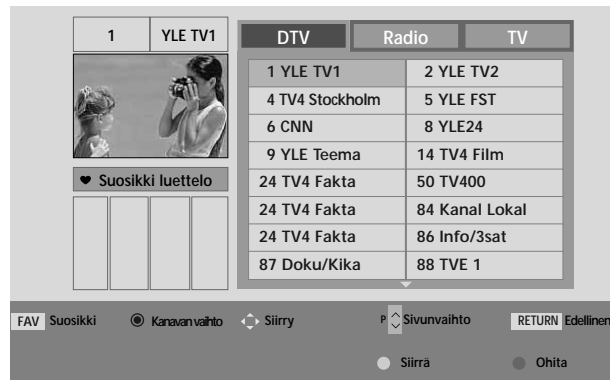 1 YLE TV1
DTV Radio TV
1 YLE TV1 2 YLE TV2
4 TV4 Stockholm 5 YLE FST
6 CNN 8 YLE24
9 YLE Teema 14 TV4 Film
♥ Suosikki luettelo
24 TV4 Fakta 50 TV400
24 TV4 Fakta 84 Kanal Lokal
24 TV4 Fakta 86 Info/3sat
87 Doku/Kika 88 TVE 1
FAV Suosikki Kanavan vaihto Siirry P Sivunvaihto RETURN Edellinen
Siirrä Ohita